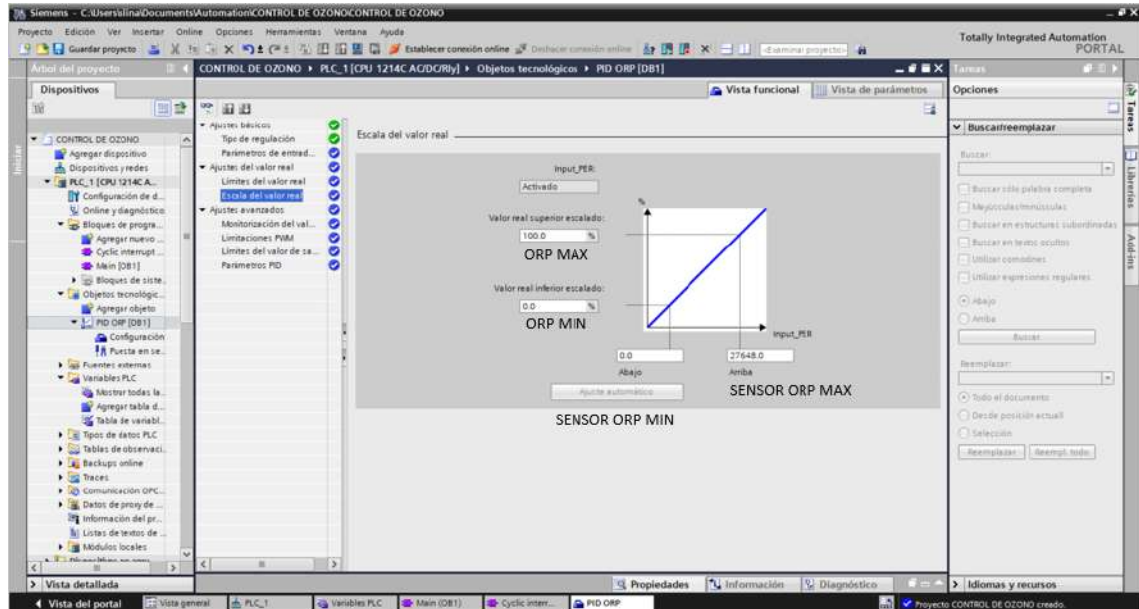 Siemens - C:\Users\ulina\Documents\Automation\CONTROL DE OZONO\CONTROL DE OZONO
Proyecto Edición Ver Insertar Online Opciones Herramientas Ventana Ayuda
Guardar proyecto
Establecer conexión online
Deshacer conexión online
<Examinar proyecto>
Totally Integrated Automation
PORTAL
Árbol del proyecto
Dispositivos
CONTROL DE OZONO
Agregar dispositivo
Dispositivos y redes
PLC_1 [CPU 1214C A...
Configuración de d...
Online y diagnóstico
Bloques de progra...
Agregar nuevo ...
Cyclic interrupt ...
Main [OB1]
Bloques de siste...
Objetos tecnológic...
Agregar objeto
PID ORP [DB1]
Configuración
Puesta en se...
Fuentes externas
Variables PLC
Mostrar todas la...
Agregar tabla d...
Tabla de variabl...
Tipos de datos PLC
Tablas de observaci...
Backups online
Traces
Comunicación OPC...
Datos de proxy de ...
Información del pr...
Listas de textos de ...
Módulos locales
Vista detallada
Iniciar
CONTROL DE OZONO PLC_1 [CPU 1214C AC/DC/Rly] Objetos tecnológicos PID ORP [DB1]
Vista funcional
Vista de parámetros
Ajustes básicos
Tipo de regulación
Parámetros de entrad...
Ajustes del valor real
Límites del valor real
Escala del valor real
Ajustes avanzados
Monitorización del val...
Limitaciones PWM
Límites del valor de sa...
Parámetros PID
Escala del valor real
Input_PER:
Activado
Valor real superior escalado:
100.0 %
ORP MAX
Valor real inferior escalado:
0.0 %
ORP MIN
%
Input_PER
0.0
27648.0
Abajo
Arriba
Ajuste automático
SENSOR ORP MAX
SENSOR ORP MIN
Propiedades
Información
Diagnóstico
Tareas
Opciones
Buscar/reemplazar
Buscar:
Buscar sólo palabra completa
Mayúsculas/minúsculas
Buscar en estructuras subordinadas
Buscar en textos ocultos
Utilizar comodines
Utilizar expresiones regulares
Abajo
Arriba
Buscar
Reemplazar:
Todo el documento
Desde posición actual
Selección
Reemplazar
Reempl. todo
Idiomas y recursos
Tareas
Librerías
Add-ins
Vista del portal
Vista general
PLC_1
Variables PLC
Main (OB1)
Cyclic interr...
PID ORP
Proyecto CONTROL DE OZONO creado.